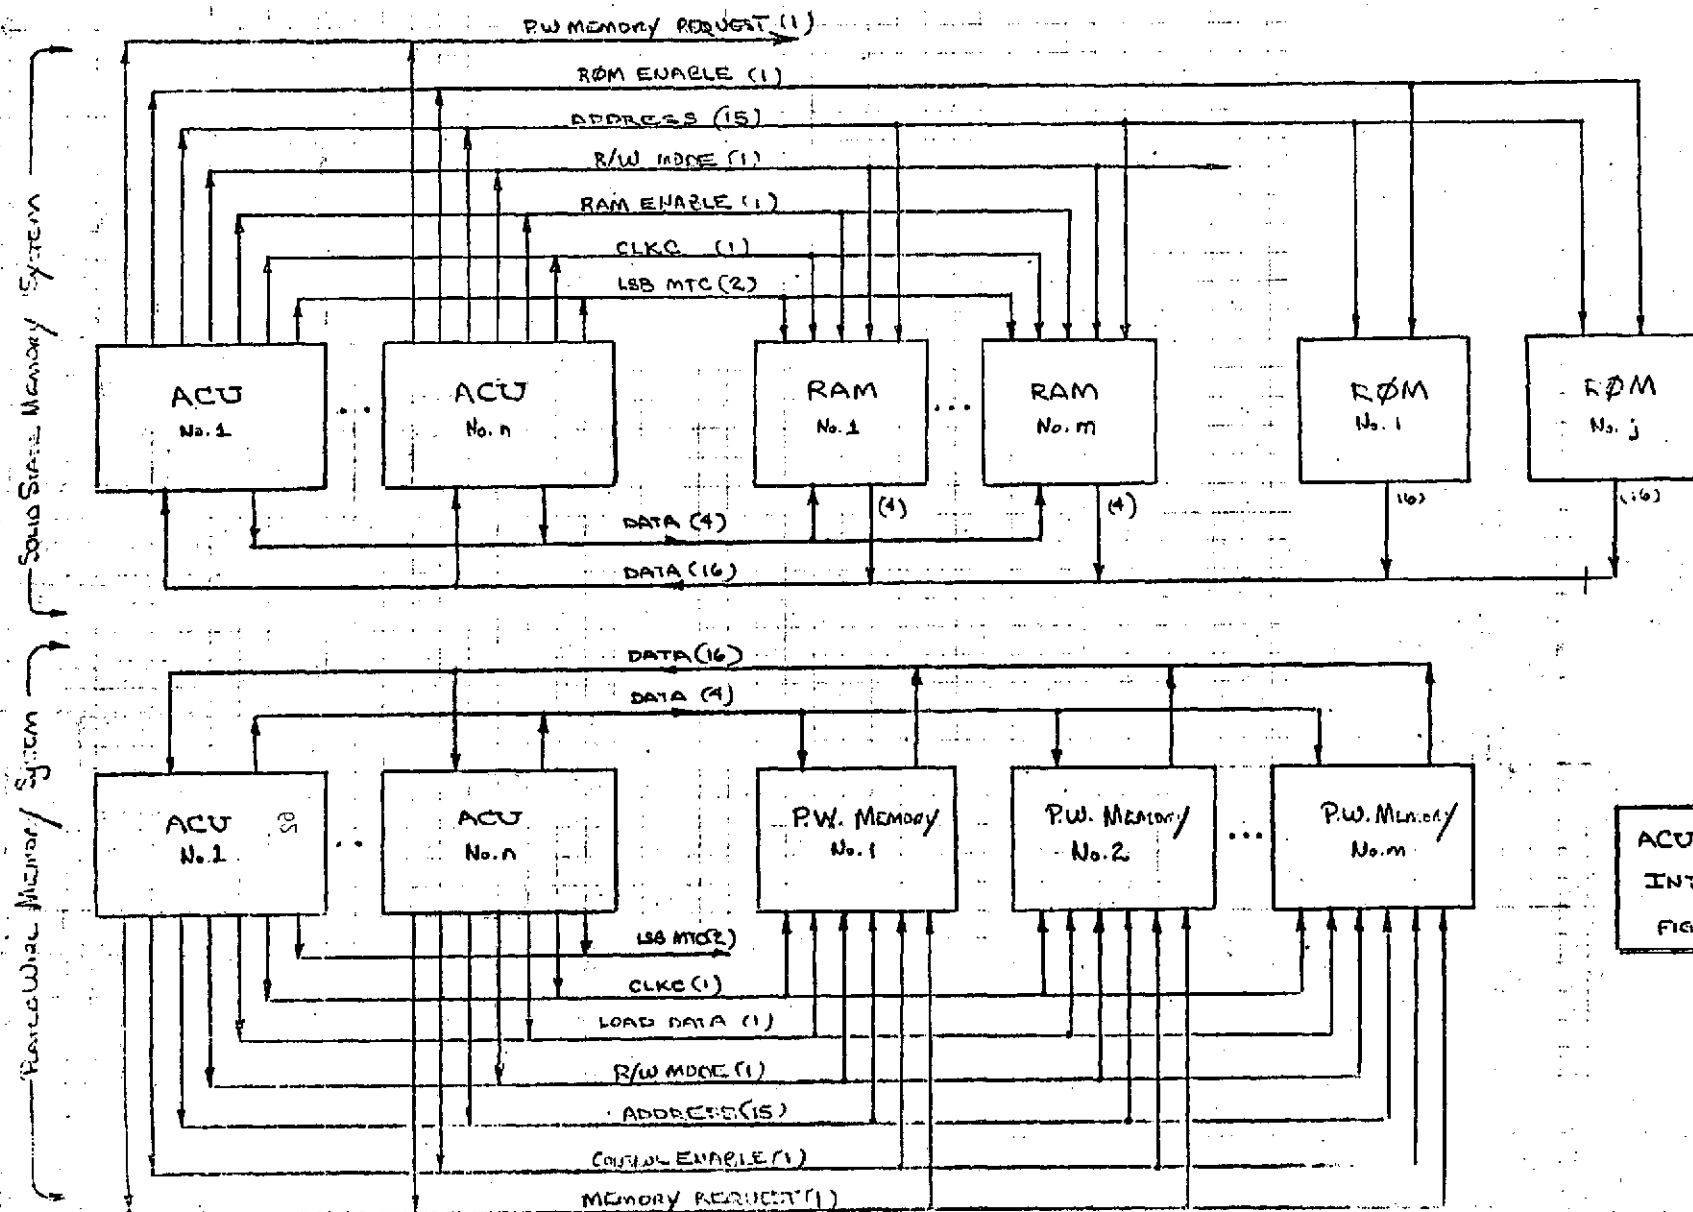 P.W MEMORY REQUEST (1)
RØM ENABLE (1)
ADDRESS (15)
R/W MODE (1)
RAM ENABLE (1)
CLKC (1)
LSB MTC (2)
SOLID STATE MEMORY SYSTEM
ACU
No. 1
...
ACU
No. n
RAM
No. 1
...
RAM
No. m
RØM
No. 1
RØM
No. j
(4)
(4)
16)
(16)
DATA (4)
DATA (16)
DATA (16)
DATA (4)
PLATED WIRE MEMORY SYSTEM
ACU
No. 1
..
ACU
No. n
P.W. MEMORY
No. 1
P.W. MEMORY
No. 2
...
P.W. MEMORY
No. m
ACU
INT
FIG
LSB MTC(2)
CLKC (1)
LOAD DATA (1)
R/W MODE (1)
ADDRESS (15)
CONTROL ENABLE (1)
MEMORY REQUEST (1)